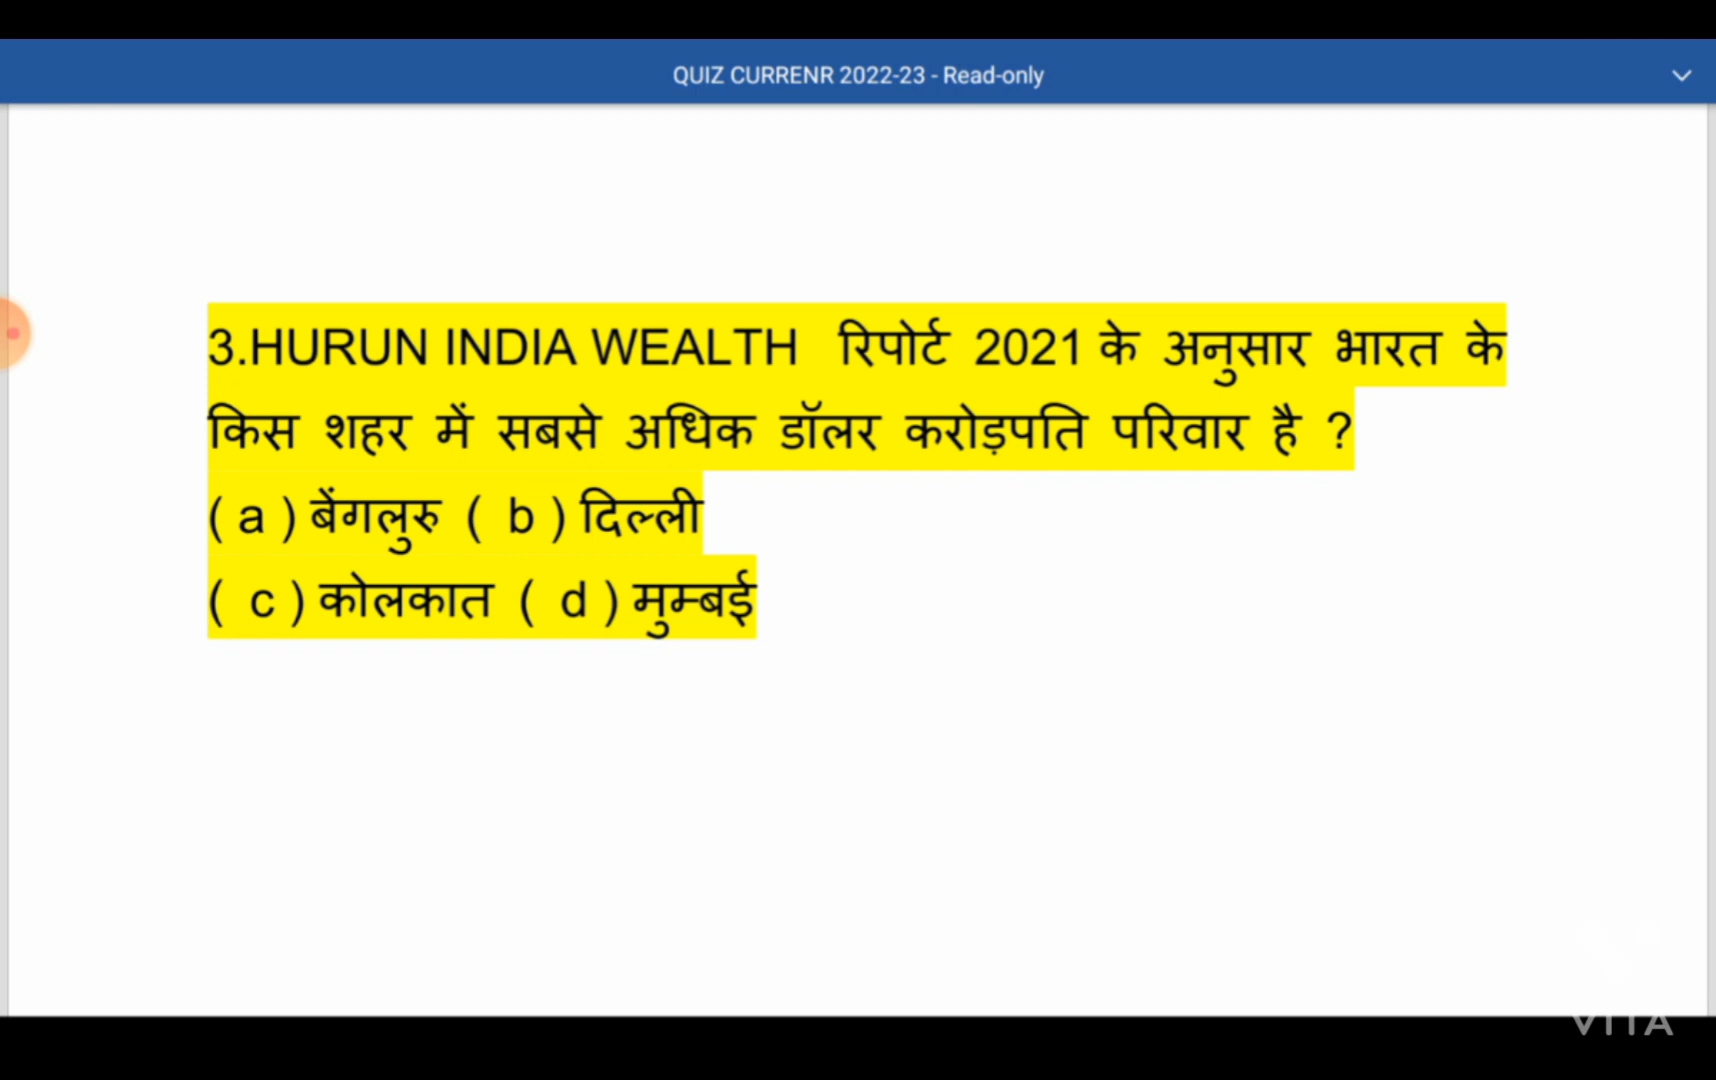 QUIZ CURRENR 2022-23 - Read-only
3.HURUN INDIA WEALTH रिपोर्ट 2021 के अनुसार भारत के
किस शहर में सबसे अधिक डॉलर करोड़पति परिवार है ?
( a ) बेंगलुरु ( b ) दिल्ली
( c ) कोलकात ( d ) मुम्बई
VITA